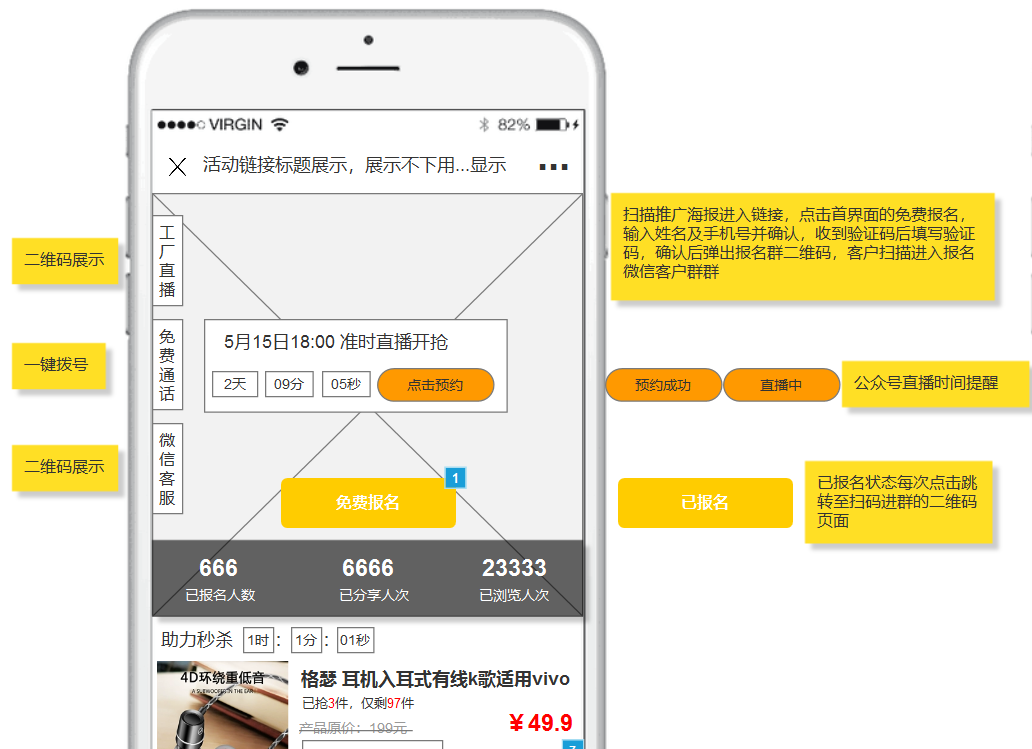 VIRGIN
82%
活动链接标题展示，展示不下用...显示
工厂直播
二维码展示
扫描推广海报进入链接，点击首界面的免费报名，
输入姓名及手机号并确认，收到验证码后填写验证
码，确认后弹出报名群二维码，客户扫描进入报名
微信客户群群
免费通话
一键拨号
5月15日18:00 准时直播开抢
2天 09分 05秒 点击预约
预约成功 直播中
公众号直播时间提醒
微信客服
二维码展示
1
免费报名
已报名
已报名状态每次点击跳
转至扫码进群的二维码
页面
666 6666 23333
已报名人数 已分享人次 已浏览人次
助力秒杀 1时 : 1分 : 01秒
4D环绕重低音
A SUBWOOFER IN THE EAR
格瑟 耳机入耳式有线k歌适用vivo
已抢3件，仅剩97件
产品原价：199元
¥49.9